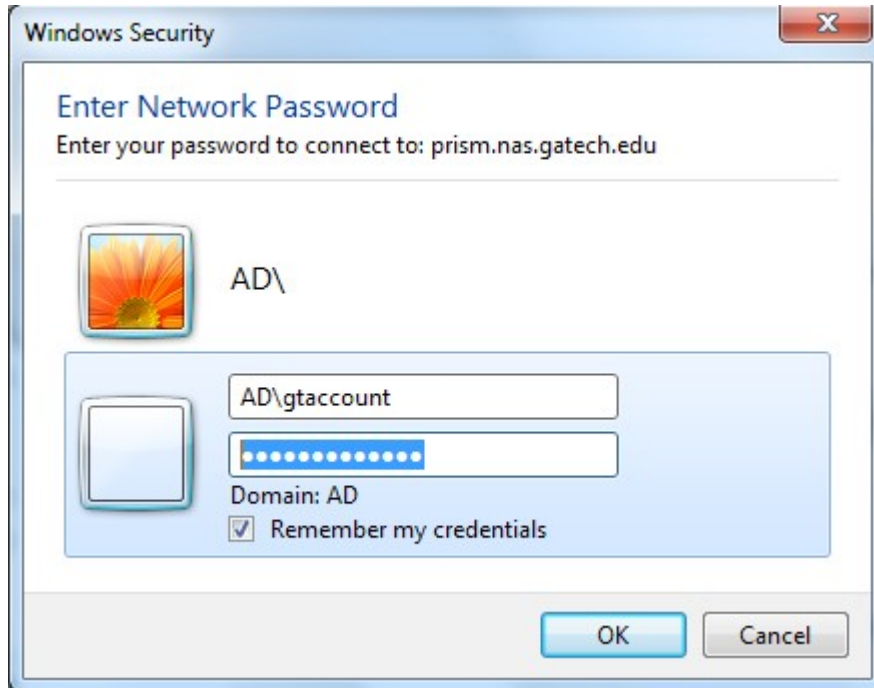 Windows Security
Enter Network Password
Enter your password to connect to: prism.nas.gatech.edu
AD\
AD\gtaccount
●●●●●●●●●●●●●
Domain: AD
Remember my credentials
OK
Cancel